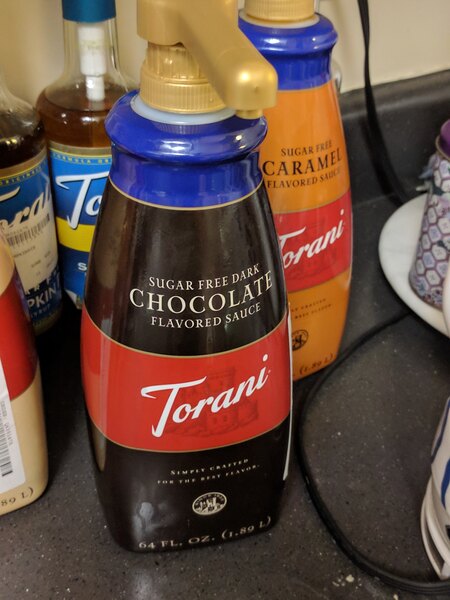 SUGAR FREE DARK
CHOCOLATE
FLAVORED SAUCE
Torani
SIMPLY CRAFTED
FOR THE BEST FLAVOR
64 FL. OZ. (1.89 L)
SUGAR FREE
CARAMEL
FLAVORED SAUCE
Torani